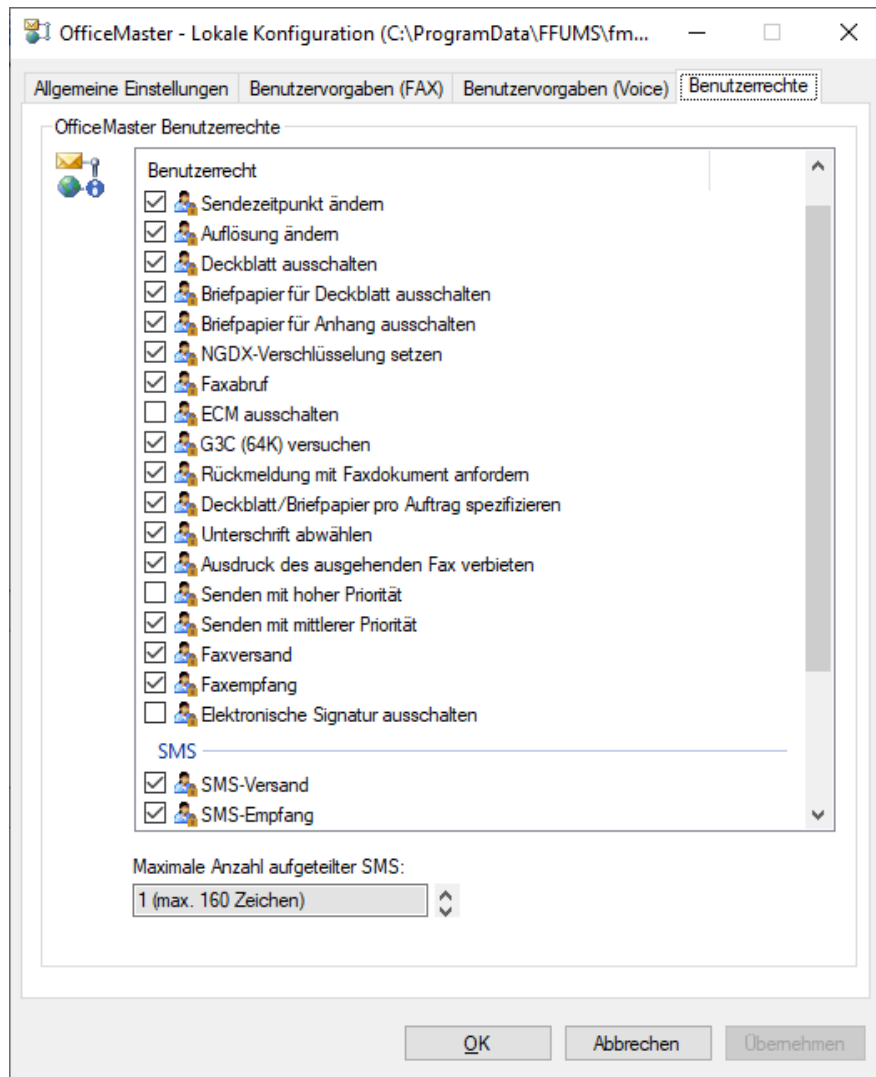 OfficeMaster - Lokale Konfiguration (C:\ProgramData\FFUMS\fm...
Allgemeine Einstellungen Benutzervorgaben (FAX) Benutzervorgaben (Voice) Benutzerrechte
OfficeMaster Benutzerrechte
Benutzerrecht
Sendezeitpunkt ändern
Auflösung ändern
Deckblatt ausschalten
Briefpapier für Deckblatt ausschalten
Briefpapier für Anhang ausschalten
NGDX-Verschlüsselung setzen
Faxabruf
ECM ausschalten
G3C (64K) versuchen
Rückmeldung mit Faxdokument anfordern
Deckblatt/Briefpapier pro Auftrag spezifizieren
Unterschrift abwählen
Ausdruck des ausgehenden Fax verbieten
Senden mit hoher Priorität
Senden mit mittlerer Priorität
Faxversand
Faxempfang
Elektronische Signatur ausschalten
SMS
SMS-Versand
SMS-Empfang
Maximale Anzahl aufgeteilter SMS:
1 (max. 160 Zeichen)
OK Abbrechen Übernehmen